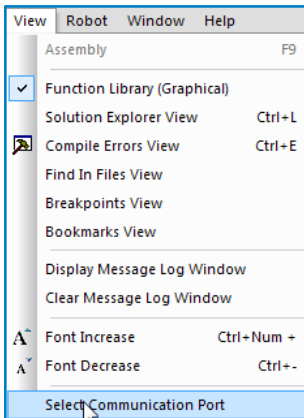 View Robot Window Help
Assembly F9
Function Library (Graphical)
Solution Explorer View Ctrl+L
Compile Errors View Ctrl+E
Find In Files View
Breakpoints View
Bookmarks View
Display Message Log Window
Clear Message Log Window
A Font Increase Ctrl+Num +
A Font Decrease Ctrl+-
Select Communication Port